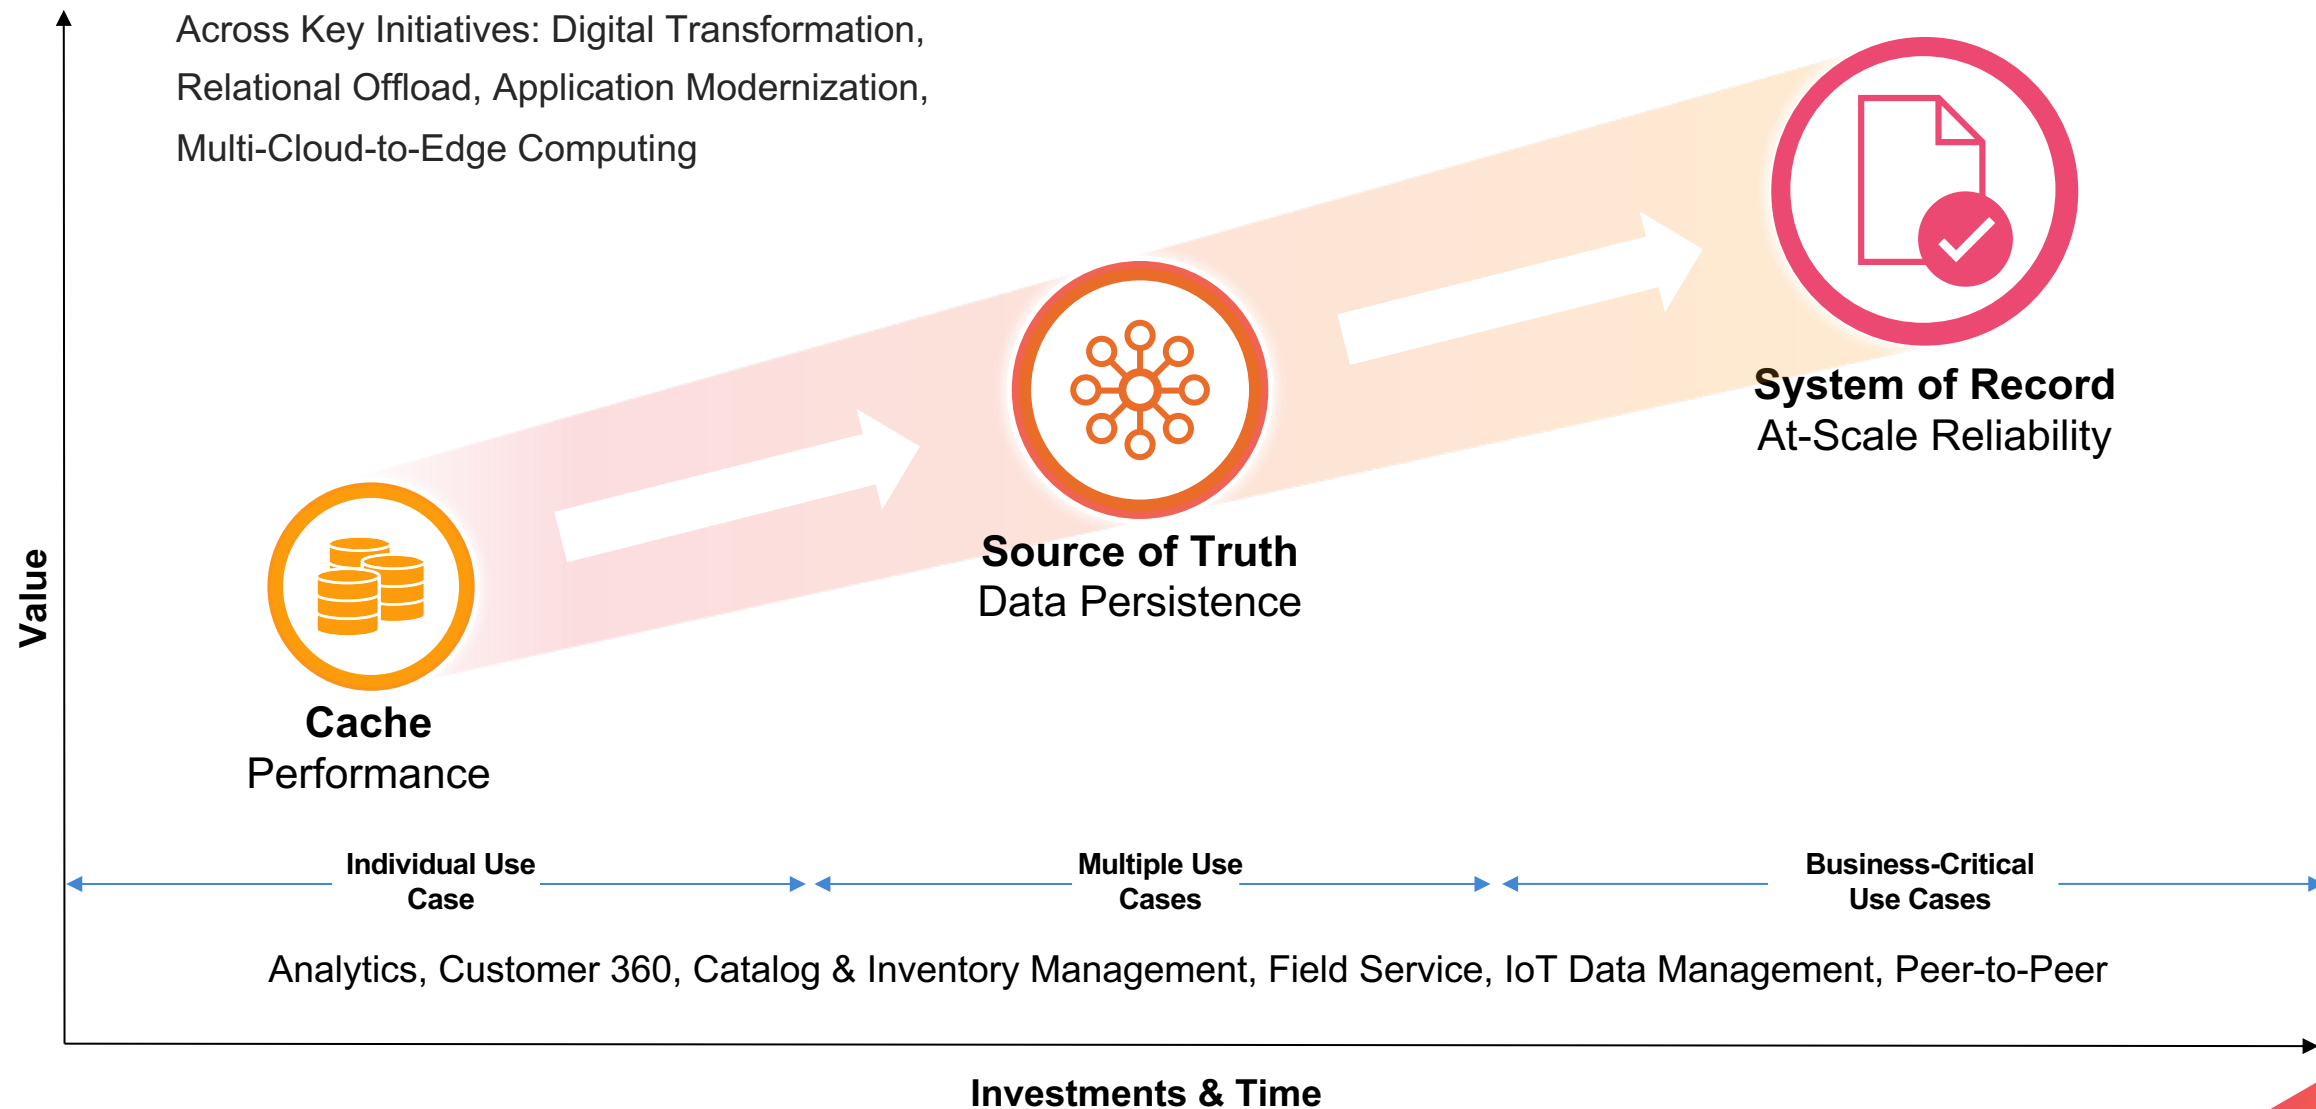 Across Key Initiatives: Digital Transformation,
Relational Offload, Application Modernization,
Multi-Cloud-to-Edge Computing
System of Record
At-Scale Reliability
Source of Truth
Data Persistence
Value
Cache
Performance
Individual Use
Case
Multiple Use
Cases
Business-Critical
Use Cases
Analytics, Customer 360, Catalog & Inventory Management, Field Service, IoT Data Management, Peer-to-Peer
Investments & Time